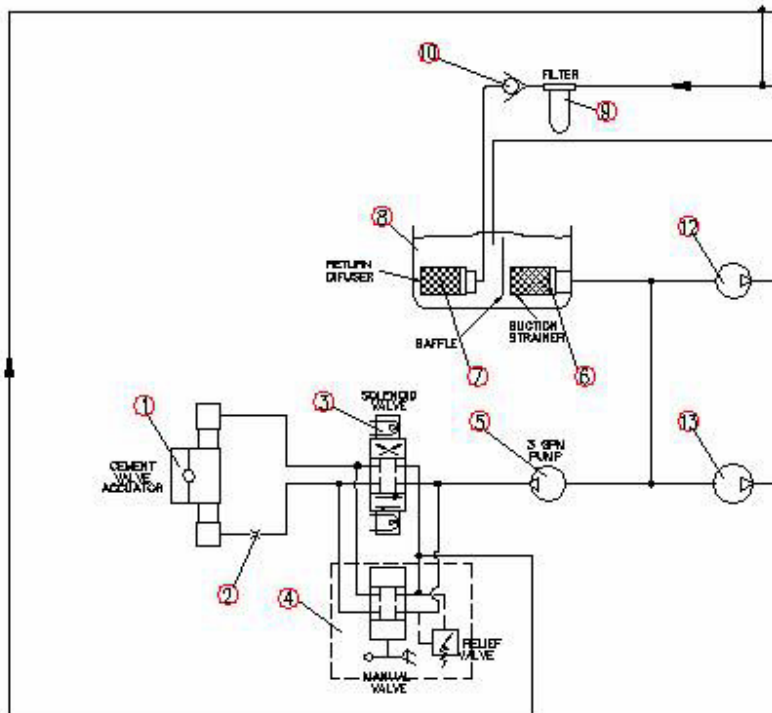 10
FILTER
9
8
12
RETURN
DIFUSER
SUCTION
STRAINER
BAFFLE
7
6
1
3
SOLENOID
VALVE
5
3 GPM
PUMP
13
CEMENT
VALVE
ACCUATOR
2
4
RELIEF
VALVE
MANUAL
VALVE